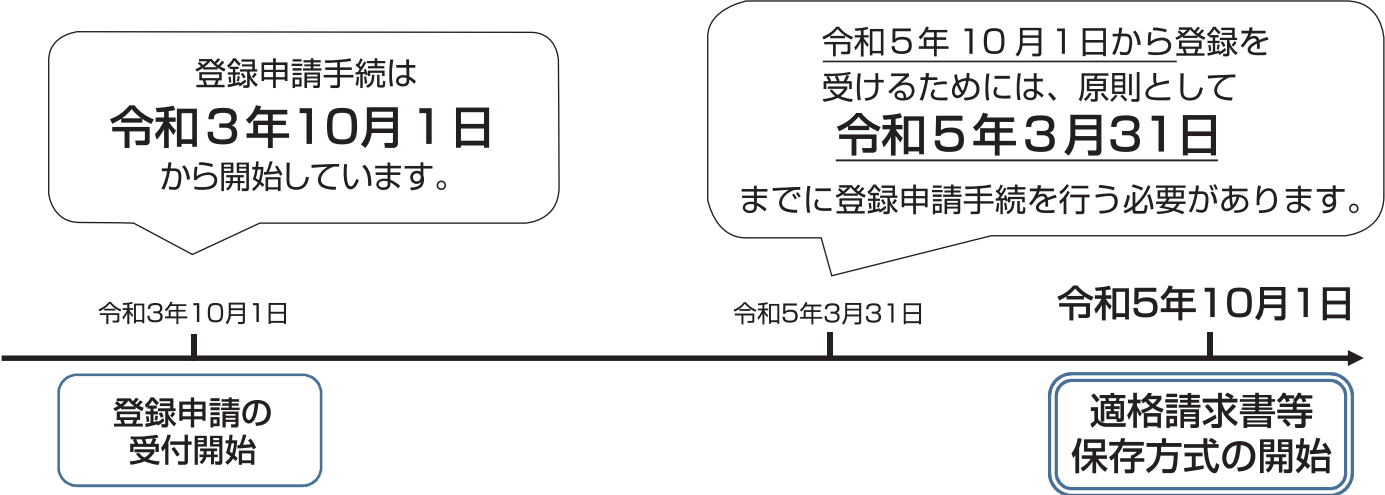 登録申請手続は
令和3年10月1日
から開始しています。
令和5年10月1日から登録を
受けるためには、原則として
令和5年3月31日
までに登録申請手続を行う必要があります。
令和3年10月1日
令和5年3月31日
令和5年10月1日
登録申請の
受付開始
適格請求書等
保存方式の開始